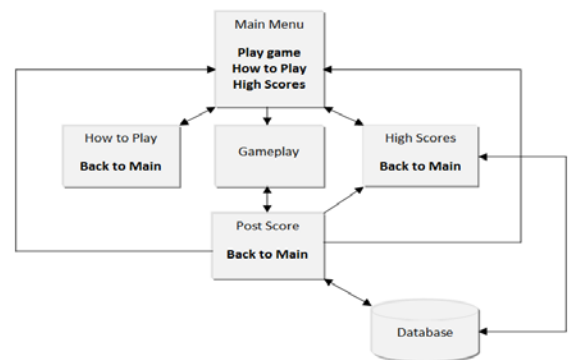 Main Menu
Play game
How to Play
High Scores
How to Play
Back to Main
Gameplay
High Scores
Back to Main
Post Score
Back to Main
Database